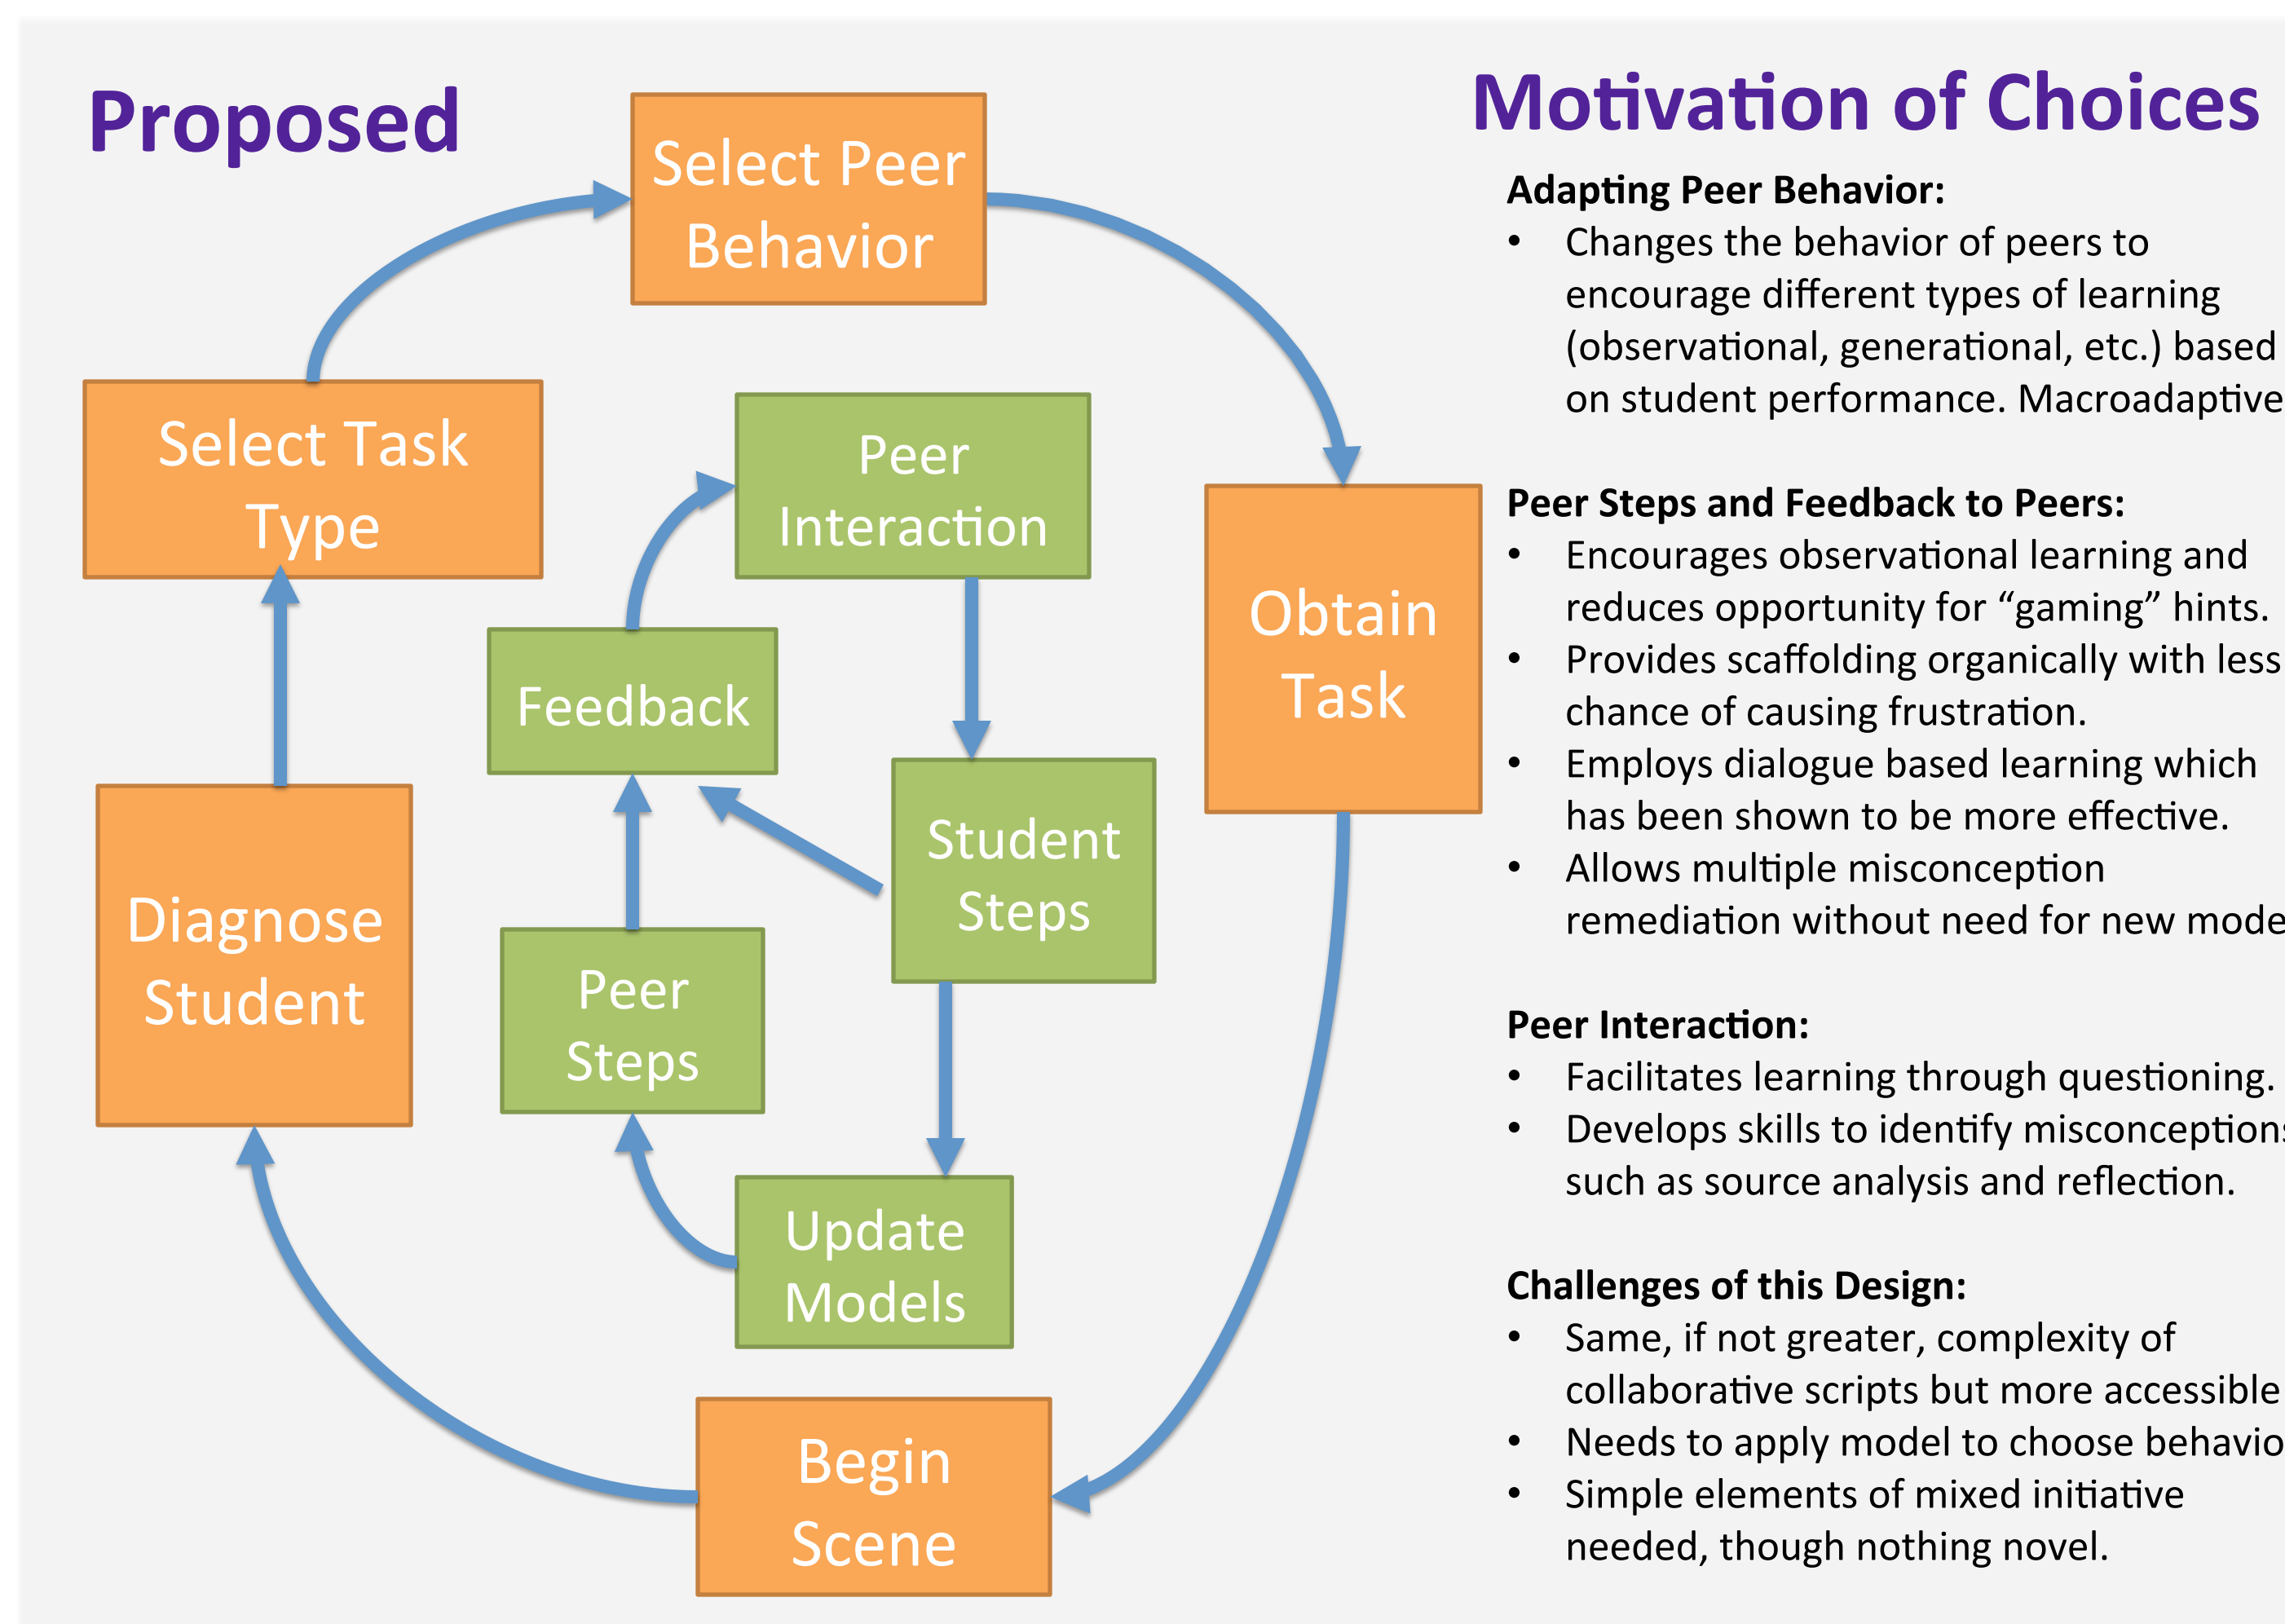 Proposed
Select Peer
Behavior
Select Task
Type
Peer
Interaction
Obtain
Task
Feedback
Student
Steps
Diagnose
Student
Peer
Steps
Update
Models
Begin
Scene
Motivation of Choices
Adapting Peer Behavior:
• Changes the behavior of peers to
encourage different types of learning
(observational, generational, etc.) based
on student performance. Macroadaptive
Peer Steps and Feedback to Peers:
• Encourages observational learning and
reduces opportunity for “gaming” hints.
• Provides scaffolding organically with less
chance of causing frustration.
• Employs dialogue based learning which
has been shown to be more effective.
• Allows multiple misconception
remediation without need for new
Peer Interaction:
• Facilitates learning through questioning.
• Develops skills to identify misconceptions
such as source analysis and reflection.
Challenges of this Design:
• Same, if not greater, complexity of
collaborative scripts but more accessible
• Needs to apply model to choose
• Simple elements of mixed initiative
needed, though nothing novel.